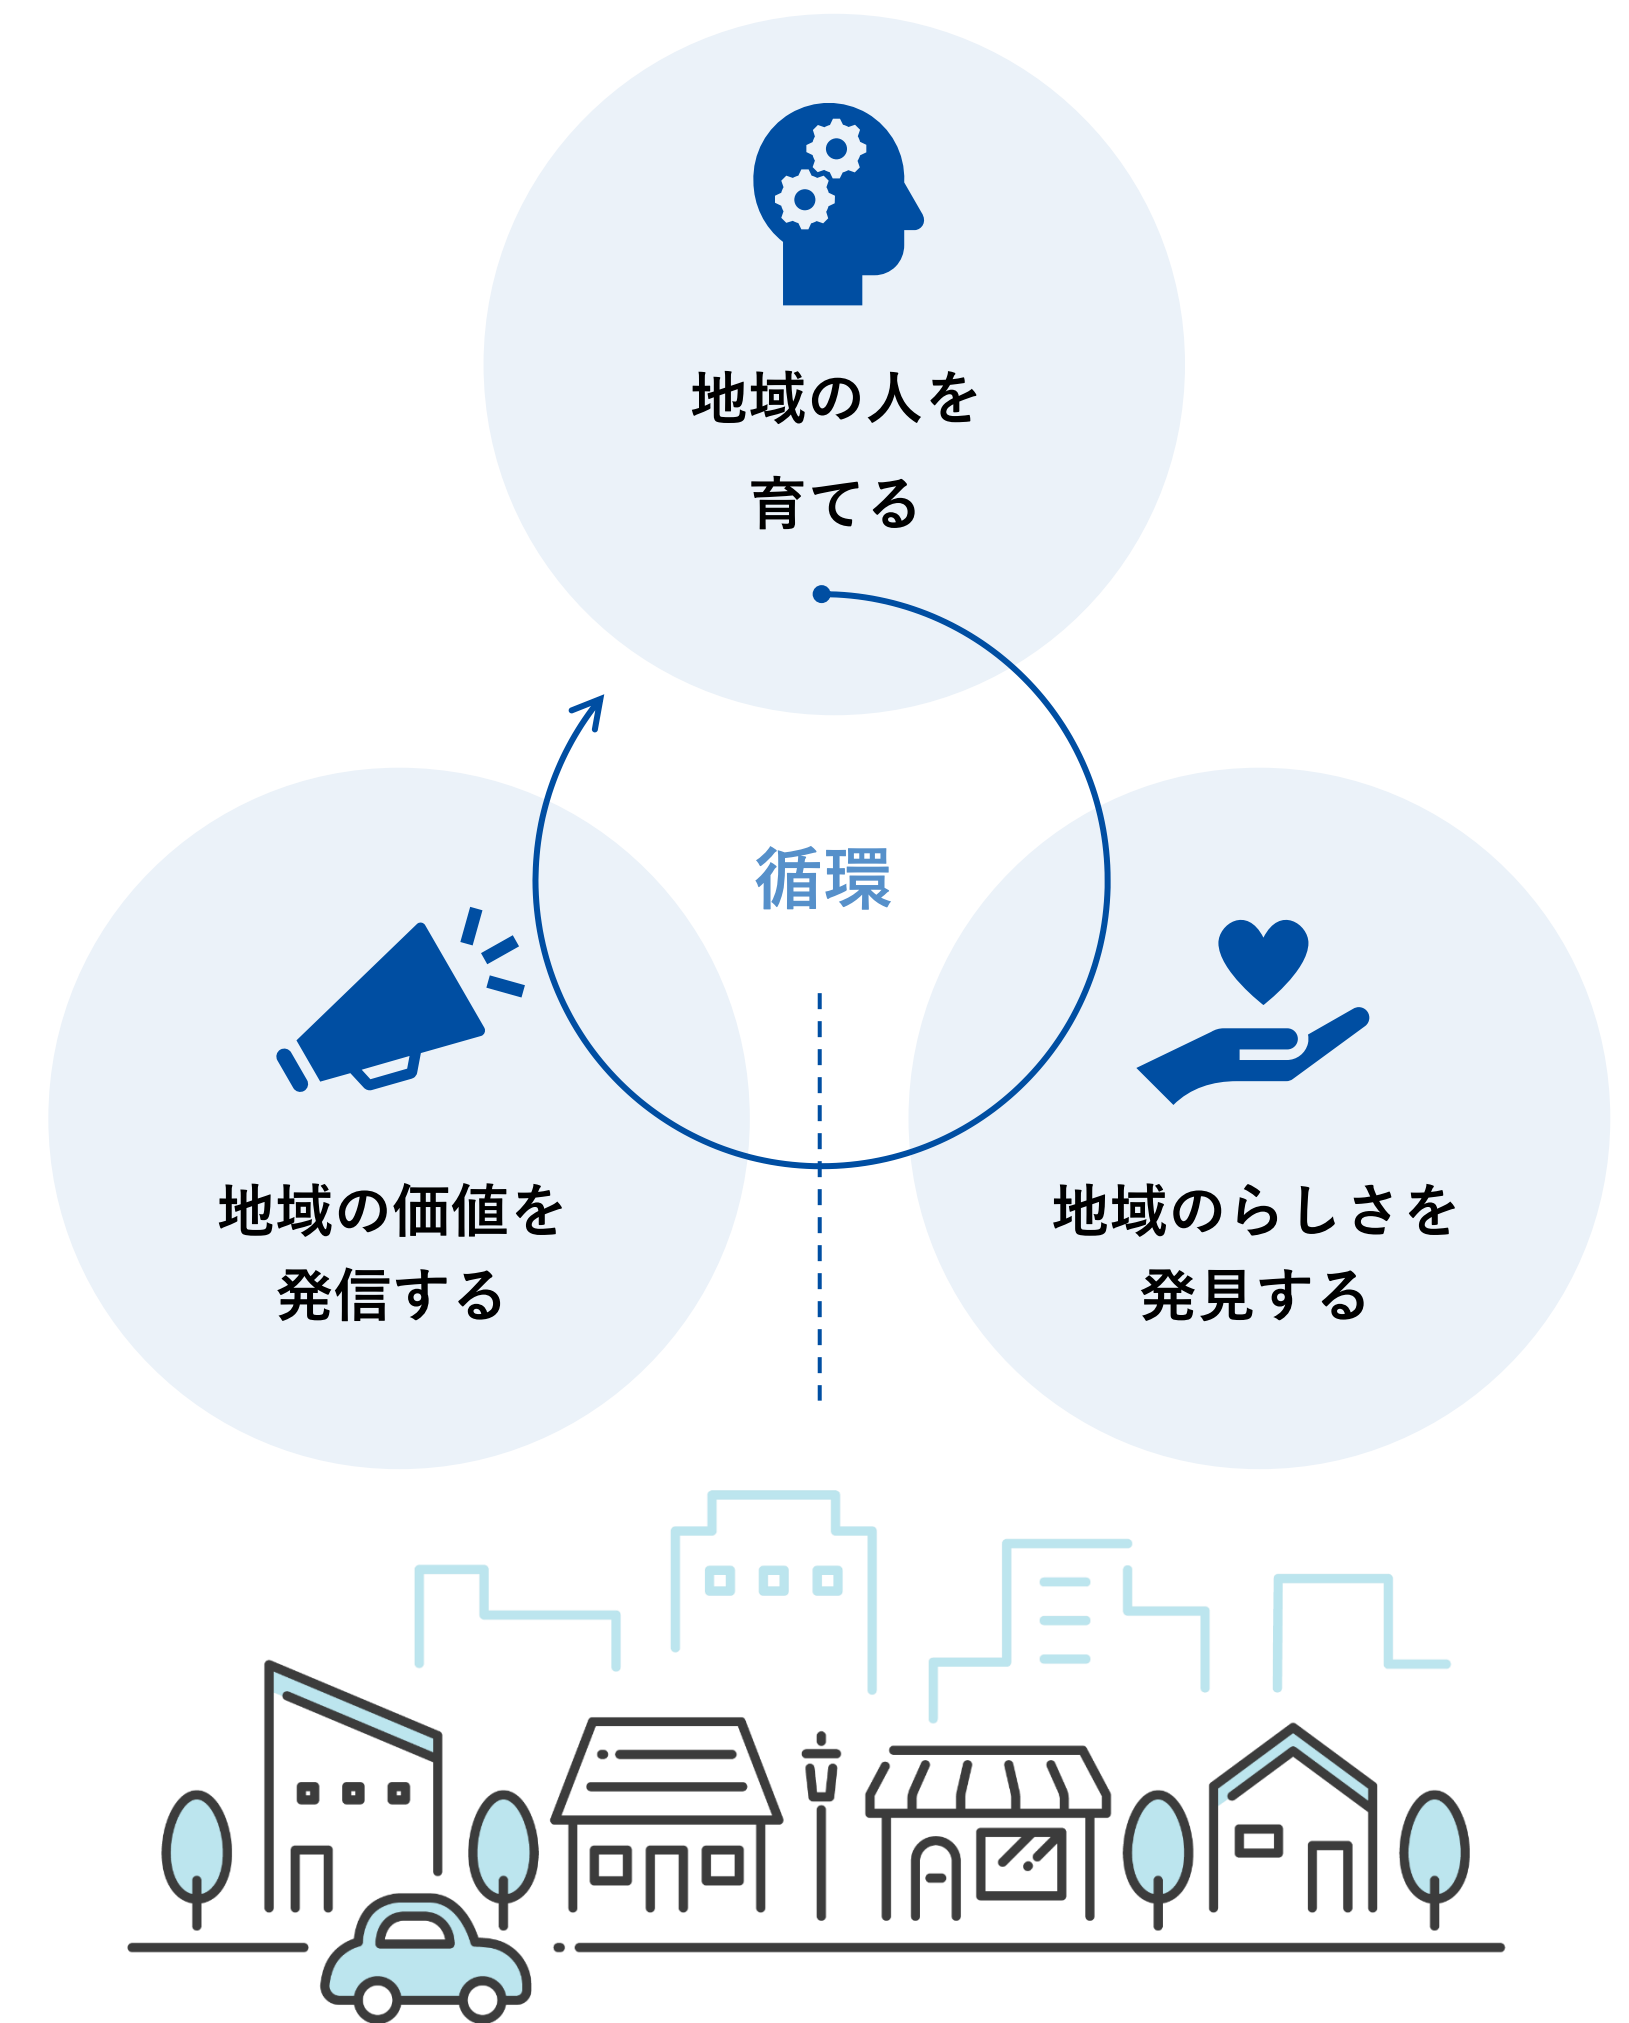 地域の人を
育てる
循環
地域の価値を
発信する
地域のらしさを
発見する